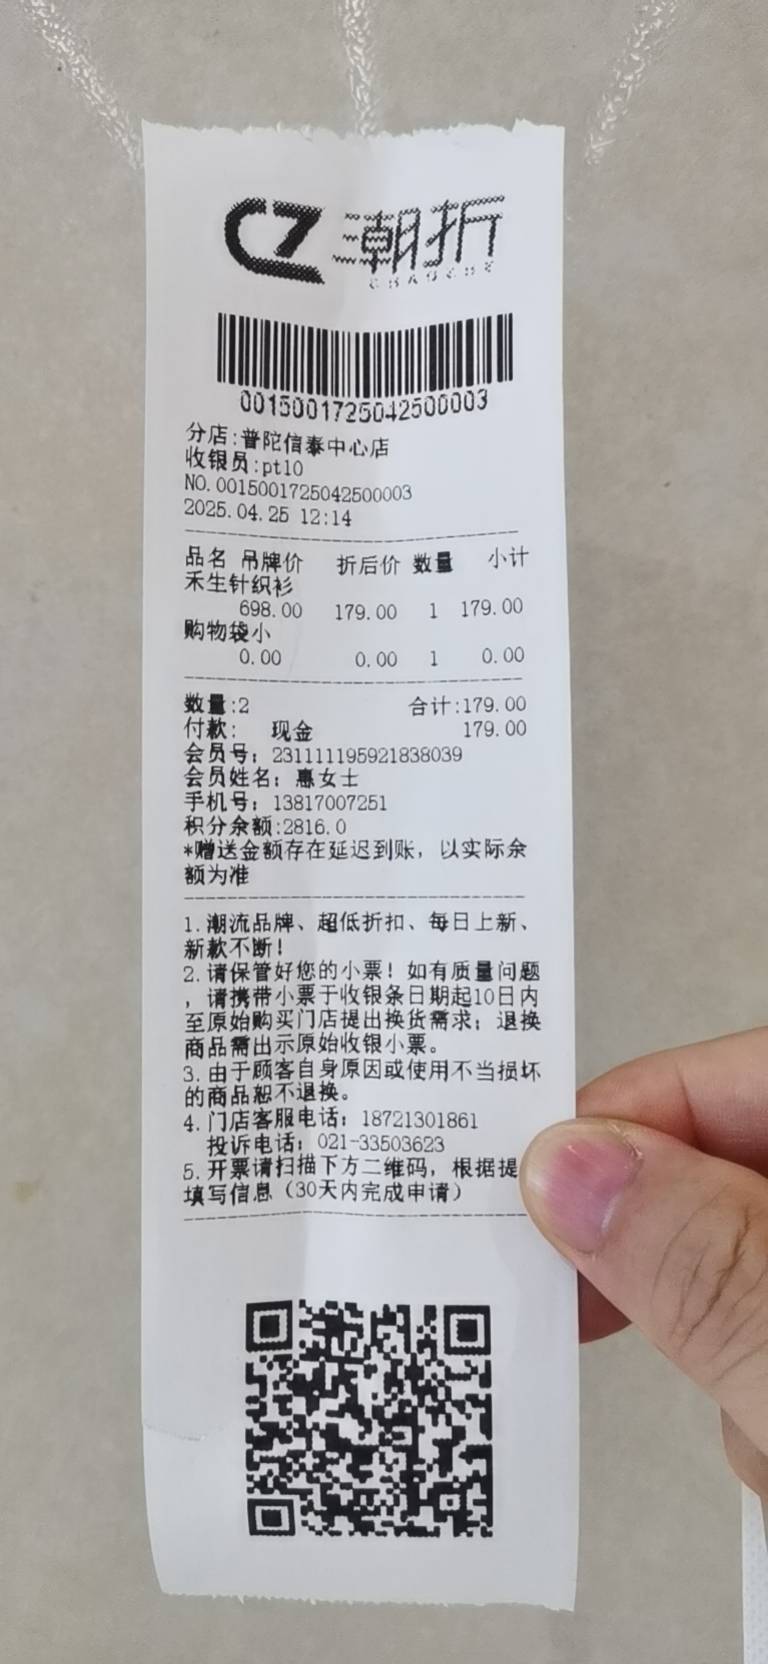 CZ 潮折
CHAOZHE
0015001725042500003
分店:普陀信泰中心店
收银员:pt10
NO.0015001725042500003
2025.04.25 12:14
品名 吊牌价 折后价 数量 小计
禾生针织衫
698.00 179.00 1 179.00
购物袋小
0.00 0.00 1 0.00
数量:2 合计:179.00
付款: 现金 179.00
会员号: 231111195921838039
会员姓名: 惠女士
手机号: 13817007251
积分余额:2816.0
*赠送金额存在延迟到账，以实际余
额为准
1.潮流品牌、超低折扣、每日上新、
新款不断！
2.请保管好您的小票！如有质量问题
，请携带小票于收银条日期起10日内
至原始购买门店提出换货需求；退换
商品需出示原始收银小票。
3.由于顾客自身原因或使用不当损坏
的商品恕不退换。
4.门店客服电话: 18721301861
投诉电话: 021-33503623
5.开票请扫描下方二维码，根据提
填写信息（30天内完成申请）